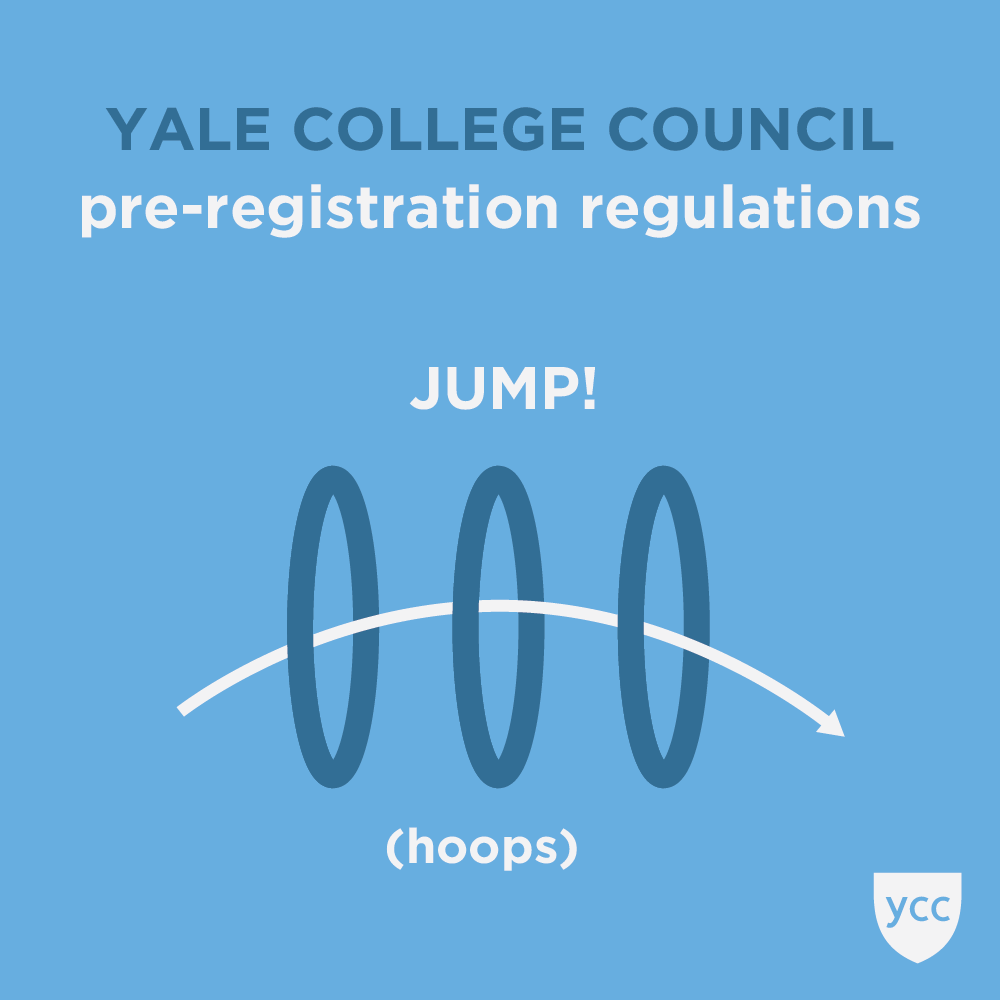 YALE COLLEGE COUNCIL
pre-registration regulations
JUMP!
(hoops)
ycc